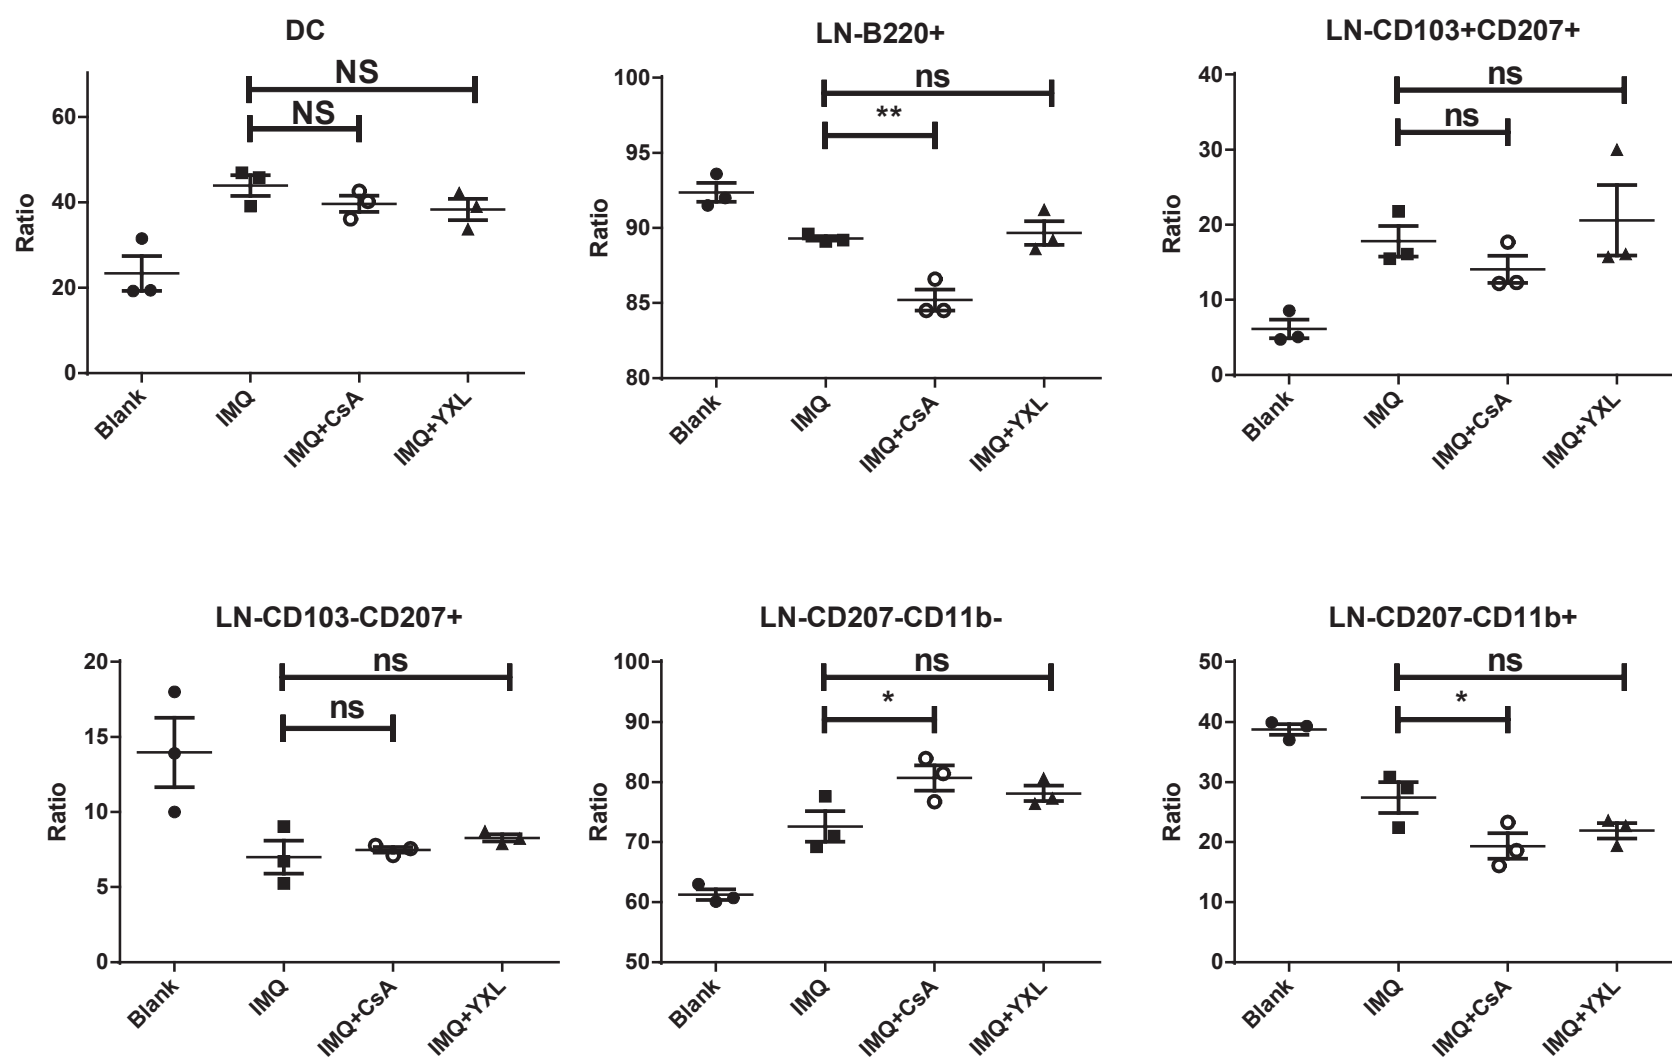 DC
NS
NS
60
40
20
0
Ratio
Blank
IMQ
IMQ+CsA
IMQ+YXL
LN-B220+
ns
**
100
95
90
85
80
Ratio
Blank
IMQ
IMQ+CsA
IMQ+YXL
LN-CD103+CD207+
ns
ns
40
30
20
10
0
Ratio
Blank
IMQ
IMQ+CsA
IMQ+YXL
LN-CD103-CD207+
ns
ns
20
15
10
5
0
Ratio
Blank
IMQ
IMQ+CsA
IMQ+YXL
LN-CD207-CD11b-
ns
*
100
90
80
70
60
50
Ratio
Blank
IMQ
IMQ+CsA
IMQ+YXL
LN-CD207-CD11b+
ns
*
50
40
30
20
10
0
Ratio
Blank
IMQ
IMQ+CsA
IMQ+YXL